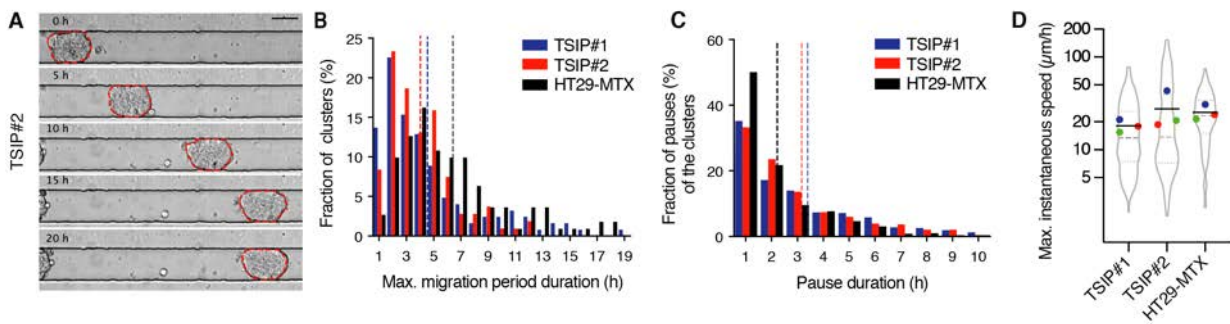 A
TSIP#2
0 h
5 h
10 h
15 h
20 h
B
Fraction of clusters (%)
25
20
15
10
5
0
TSIP#1
TSIP#2
HT29-MTX
1 3 5 7 9 11 13 15 17 19
Max. migration period duration (h)
C
Fraction of pauses (%)
of the clusters
60
40
20
0
TSIP#1
TSIP#2
HT29-MTX
1 2 3 4 5 6 7 8 9 10
Pause duration (h)
D
Max. instantaneous speed (µm/h)
150
50
20
10
5
TSIP#1
TSIP#2
HT29-MTX